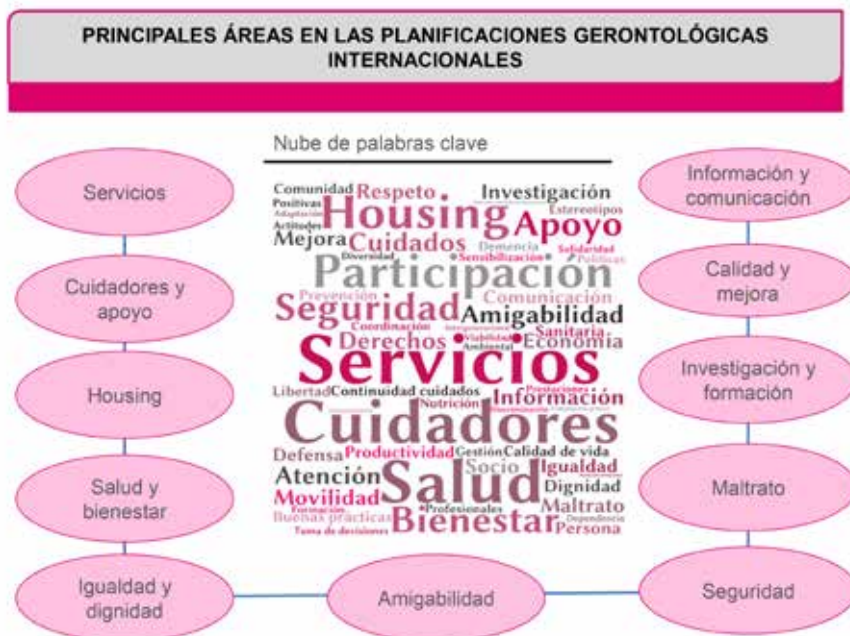 PRINCIPALES ÁREAS EN LAS PLANIFICACIONES GERONTOLÓGICAS
INTERNACIONALES
Nube de palabras clave
Servicios
Cuidadores y
apoyo
Housing
Salud y
bienestar
Igualdad y
dignidad
Amigabilidad
Información y
comunicación
Calidad y
mejora
Investigación y
formación
Maltrato
Seguridad
Comunidad Respeto Investigación
Positivas Estereotipos
Adaptación Housing Apoyo
Actitudes
Mejora Cuidados Demencia Solidaridad
Diversidad Sensibilización Políticas
Participación
Prevención Comunicación
Seguridad Amigabilidad
Coordinación Intergeneracional Sanitaria
Derechos Viabilidad Economía
Ambiental
Servicios
Prestaciones
Libertad Continuidad cuidados Información
Nutrición
Cuidadores
Defensa Productividad Gestión Calidad de vida
Atención Socio Igualdad
Salud Dignidad
Movilidad Maltrato
Formación Profesionales Dependencia
Buenas prácticas Bienestar Persona
Toma de decisiones